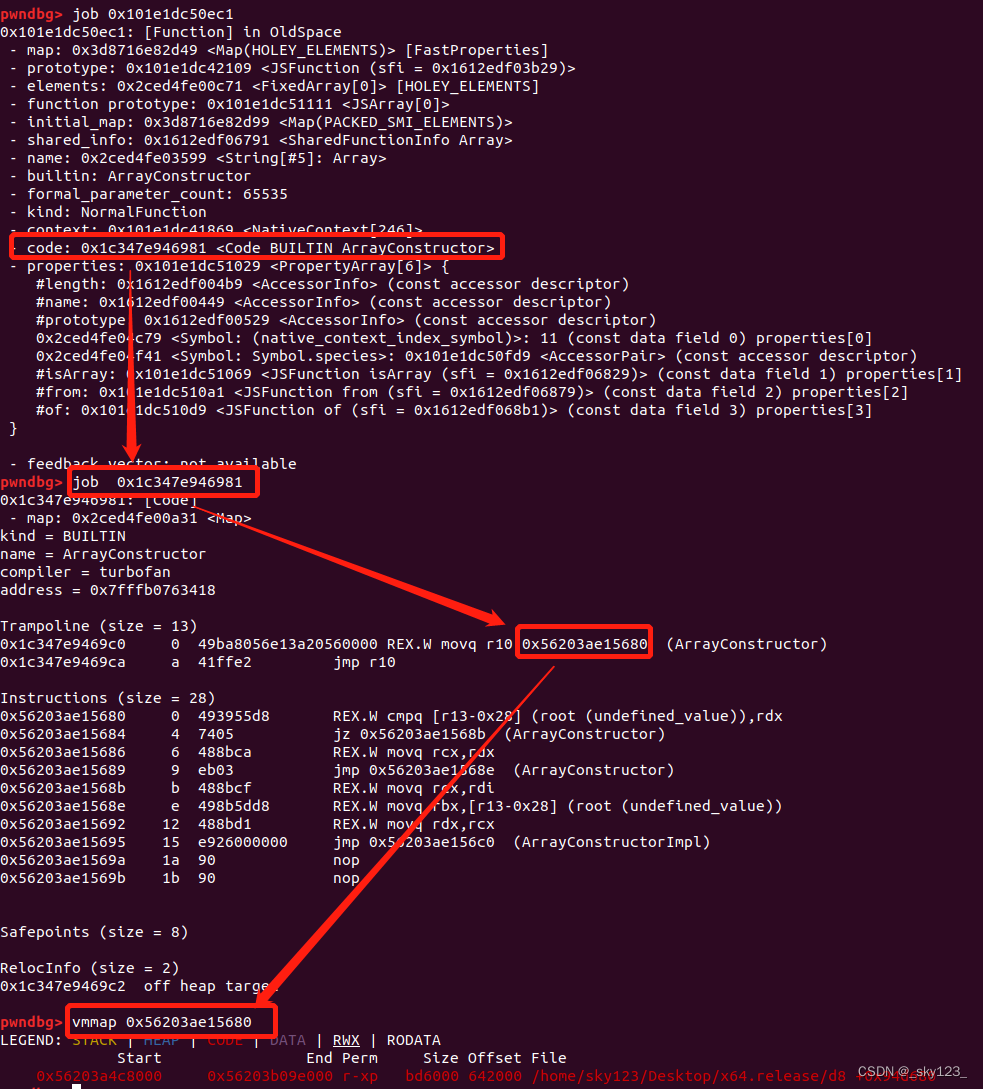 pwndbg> job 0x101e1dc50ec1
0x101e1dc50ec1: [Function] in OldSpace
- map: 0x3d8716e82d49 <Map(HOLEY_ELEMENTS)> [FastProperties]
- prototype: 0x101e1dc42109 <JSFunction (sfi = 0x1612edf03b29)>
- elements: 0x2ced4fe00c71 <FixedArray[0]> [HOLEY_ELEMENTS]
- function prototype: 0x101e1dc51111 <JSArray[0]>
- initial_map: 0x3d8716e82d99 <Map(PACKED_SMI_ELEMENTS)>
- shared_info: 0x1612edf06791 <SharedFunctionInfo Array>
- name: 0x2ced4fe03599 <String[#5]: Array>
- builtin: ArrayConstructor
- formal_parameter_count: 65535
- kind: NormalFunction
- context: 0x101e1dc41869 <NativeContext[246]>
- code: 0x1c347e946981 <Code BUILTIN ArrayConstructor>
- properties: 0x101e1dc51029 <PropertyArray[6]> {
#length: 0x1612edf004b9 <AccessorInfo> (const accessor descriptor)
#name: 0x1612edf00449 <AccessorInfo> (const accessor descriptor)
#prototype: 0x1612edf00529 <AccessorInfo> (const accessor descriptor)
0x2ced4fe04c79 <Symbol: (native_context_index_symbol)>: 11 (const data field 0) properties[0]
0x2ced4fe04f41 <Symbol: Symbol.species>: 0x101e1dc50fd9 <AccessorPair> (const accessor descriptor)
#isArray: 0x101e1dc51069 <JSFunction isArray (sfi = 0x1612edf06829)> (const data field 1) properties[1]
#from: 0x101e1dc510a1 <JSFunction from (sfi = 0x1612edf06879)> (const data field 2) properties[2]
#of: 0x101e1dc510d9 <JSFunction of (sfi = 0x1612edf068b1)> (const data field 3) properties[3]
}
- feedback vector: not available
pwndbg> job 0x1c347e946981
0x1c347e946981: [Code]
- map: 0x2ced4fe00a31 <Map>
kind = BUILTIN
name = ArrayConstructor
compiler = turbofan
address = 0x7fffb0763418
Trampoline (size = 13)
0x1c347e9469c0 0 49ba8056e13a20560000 REX.W movq r10,0x56203ae15680 (ArrayConstructor)
0x1c347e9469ca a 41ffe2 jmp r10
Instructions (size = 28)
0x56203ae15680 0 493955d8 REX.W cmpq [r13-0x28] (root (undefined_value)),rdx
0x56203ae15684 4 7405 jz 0x56203ae1568b (ArrayConstructor)
0x56203ae15686 6 488bca REX.W movq rcx,rdx
0x56203ae15689 9 eb03 jmp 0x56203ae1568e (ArrayConstructor)
0x56203ae1568b b 488bcf REX.W movq rcx,rdi
0x56203ae1568e e 498b5dd8 REX.W movq rbx,[r13-0x28] (root (undefined_value))
0x56203ae15692 12 488bd1 REX.W movq rdx,rcx
0x56203ae15695 15 e926000000 jmp 0x56203ae156c0 (ArrayConstructorImpl)
0x56203ae1569a 1a 90 nop
0x56203ae1569b 1b 90 nop
Safepoints (size = 8)
RelocInfo (size = 2)
0x1c347e9469c2 off heap target
pwndbg> vmmap 0x56203ae15680
LEGEND: STACK | HEAP | CODE | DATA | RWX | RODATA
Start End Perm Size Offset File
0x56203a4c8000 0x56203b09e000 r-xp bd6000 642000 /home/sky123/Desktop/x64.release/d8
CSDN @_sky123_